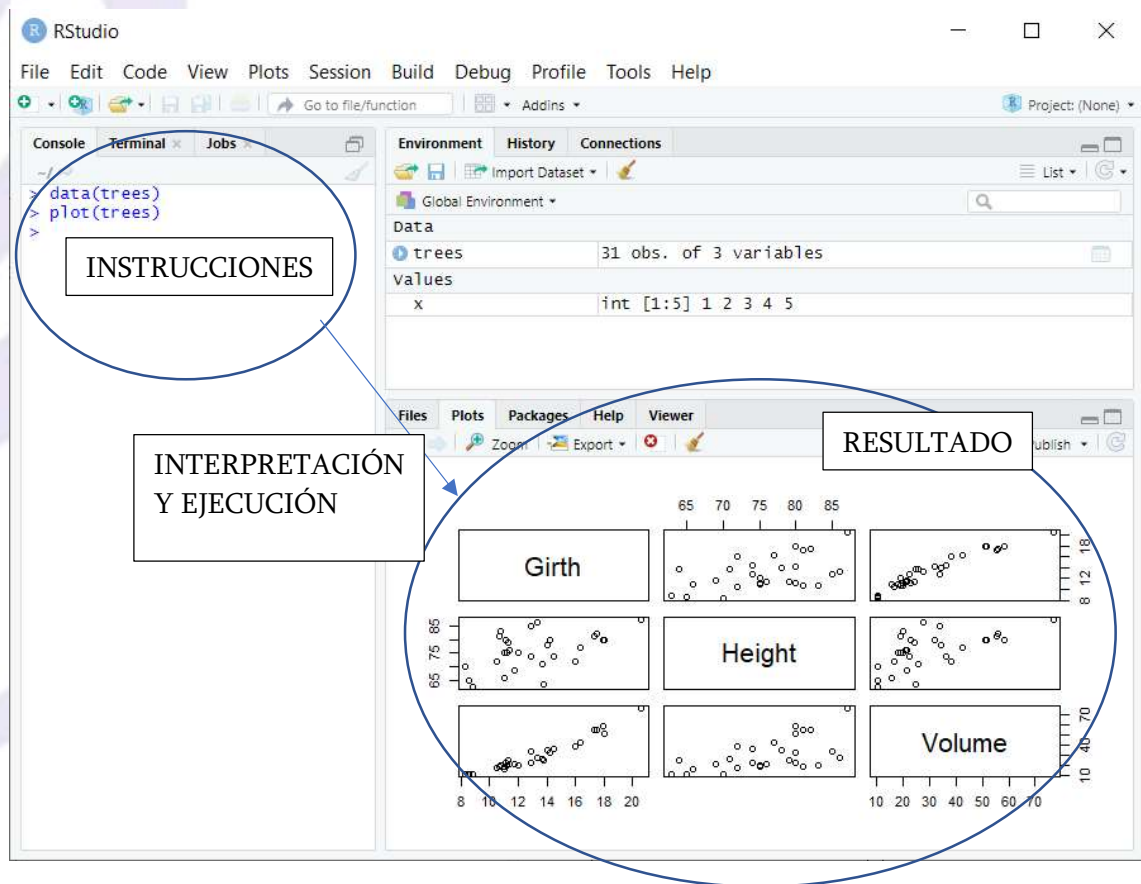 RStudio
File Edit Code View Plots Session Build Debug Profile Tools Help
Go to file/function
Addins
Project: (None)
Console Terminal Jobs
~/
> data(trees)
> plot(trees)
>
INSTRUCCIONES
Environment History Connections
Import Dataset
List
Global Environment
Data
trees 31 obs. of 3 variables
Values
x int [1:5] 1 2 3 4 5
INTERPRETACIÓN
Y EJECUCIÓN
Files Plots Packages Help Viewer
Zoom Export
RESULTADO
65 70 75 80 85
Girth
8 12 18
65 75 85
Height
Volume
10 40 70
8 10 12 14 16 18 20
10 20 30 40 50 60 70